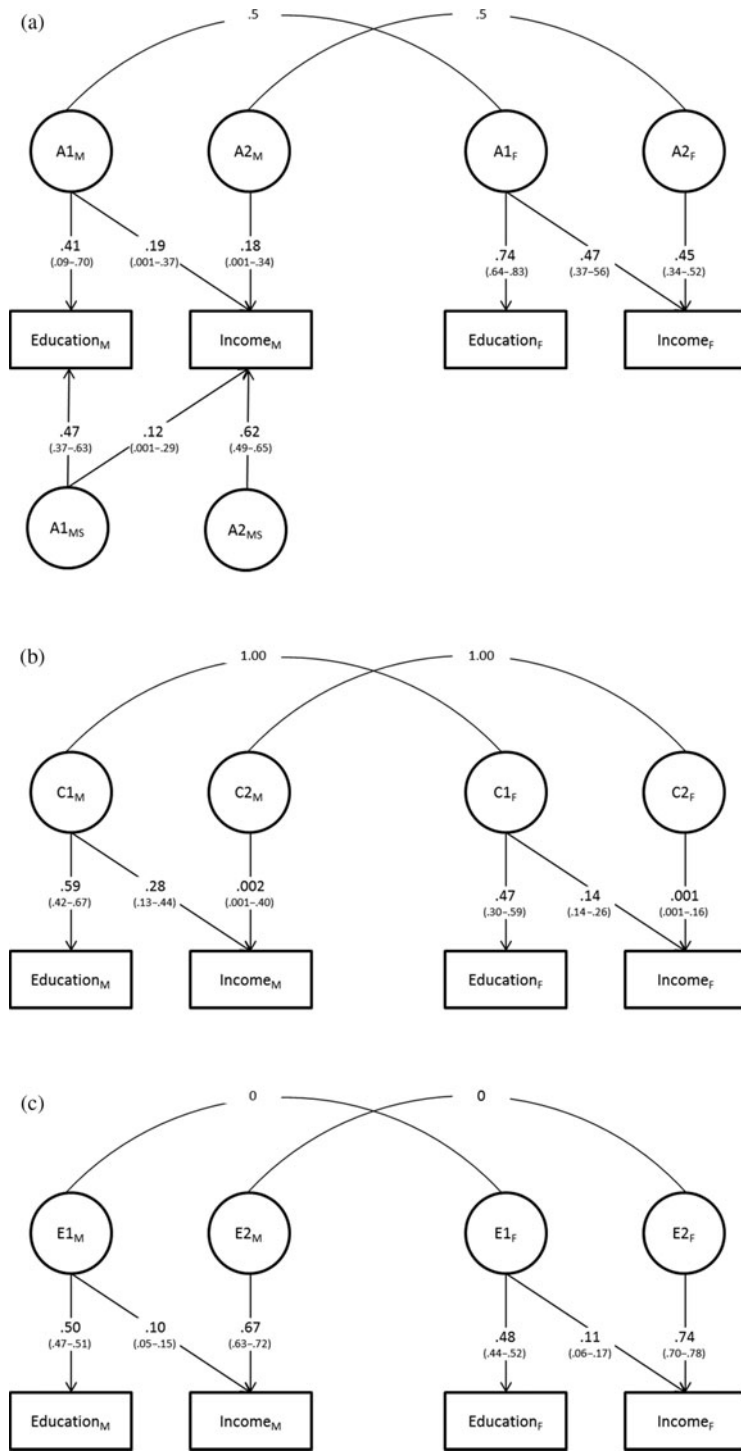 (a)
.5 .5
A1M A2M A1F A2F
.41 .19 .18 .74 .47 .45
(.09–.70) (.001–.37) (.001–.34) (.64–.83) (.37–56) (.34–.52)
EducationM IncomeM EducationF IncomeF
.47 .12 .62
(.37–.63) (.001–.29) (.49–.65)
A1MS A2MS
(b)
1.00 1.00
C1M C2M C1F C2F
.59 .28 .002 .47 .14 .001
(.42–.67) (.13–.44) (.001–.40) (.30–.59) (.14–.26) (.001–.16)
EducationM IncomeM EducationF IncomeF
(c)
0 0
E1M E2M E1F E2F
.50 .10 .67 .48 .11 .74
(.47–.51) (.05–.15) (.63–.72) (.44–.52) (.06–.17) (.70–.78)
EducationM IncomeM EducationF IncomeF